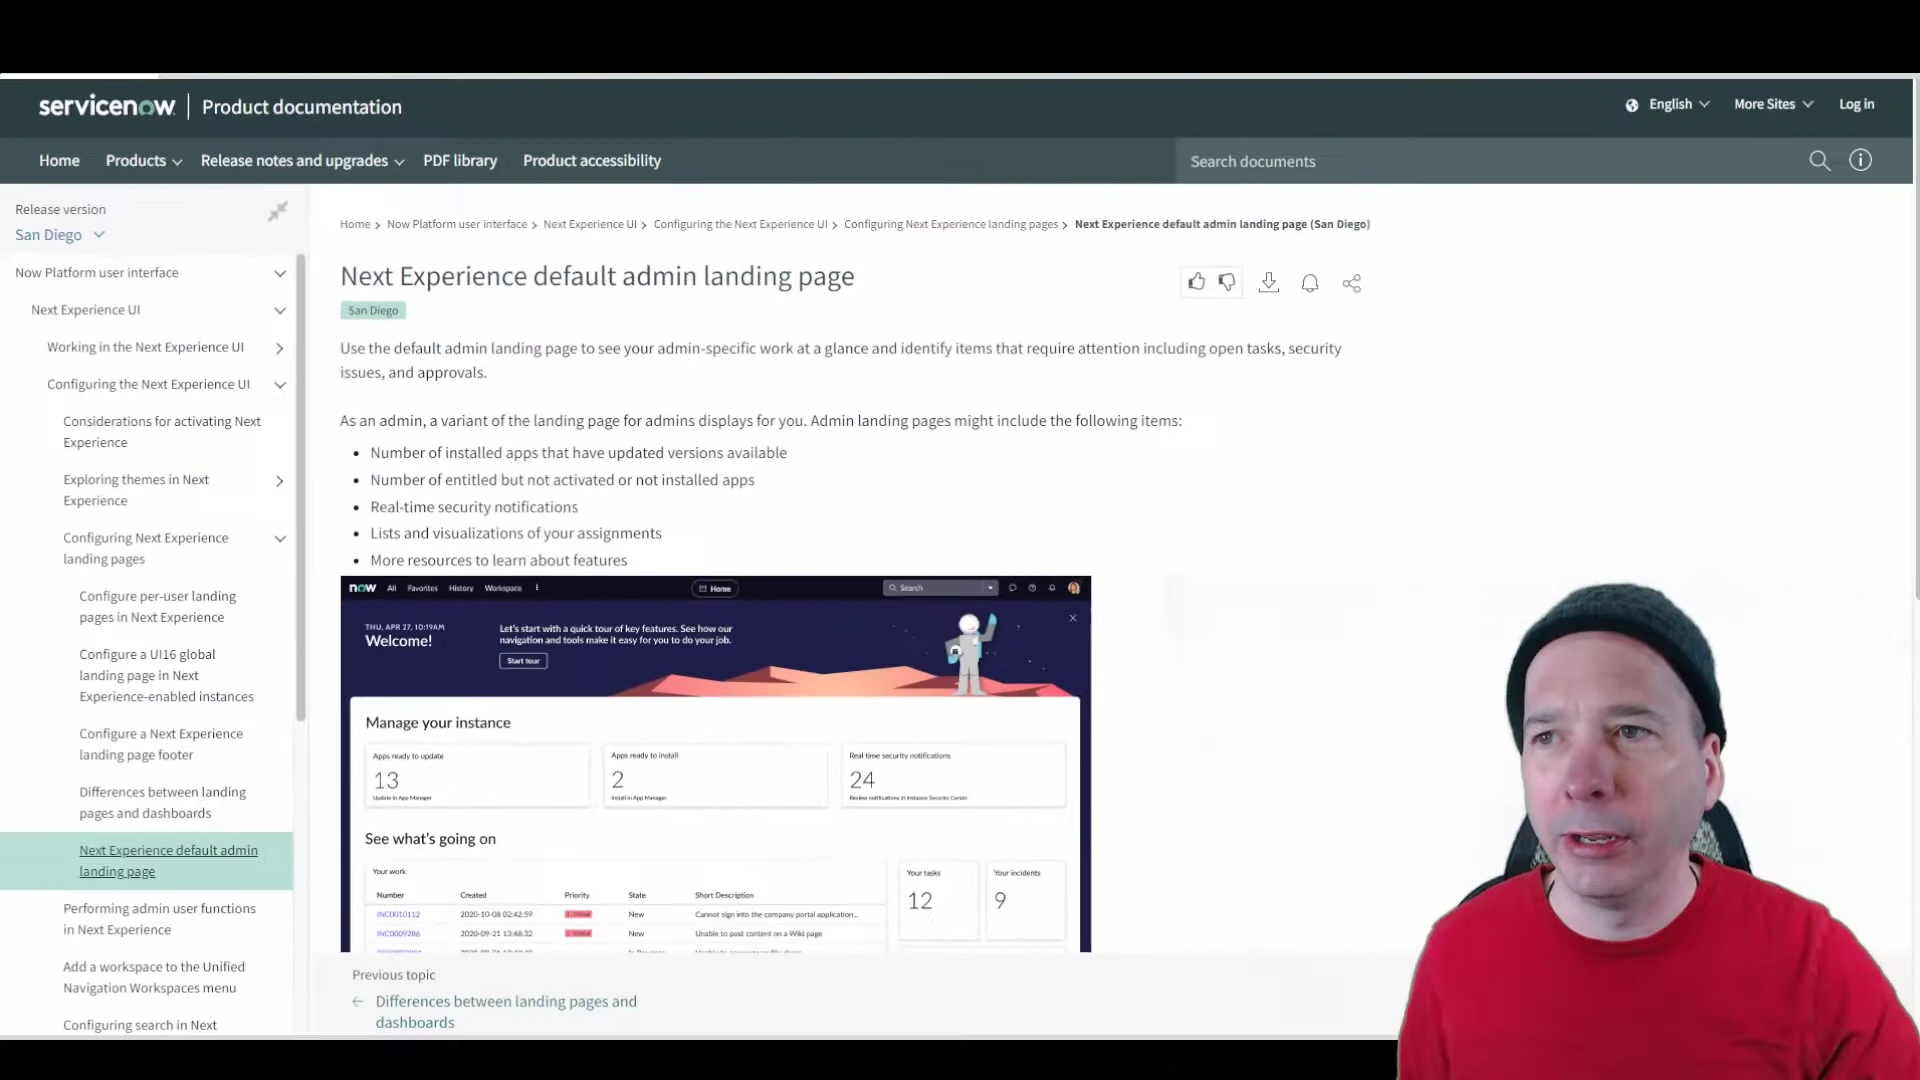 servicenow Product documentation
English More Sites Log in
Home Products Release notes and upgrades PDF library Product accessibility Search documents
Release version
San Diego
Now Platform user interface
Next Experience UI
Working in the Next Experience UI
Configuring the Next Experience UI
Considerations for activating Next
Experience
Exploring themes in Next
Experience
Configuring Next Experience
landing pages
Configure per-user landing
pages in Next Experience
Configure a UI16 global
landing page in Next
Experience-enabled instances
Configure a Next Experience
landing page footer
Differences between landing
pages and dashboards
Next Experience default admin
landing page
Performing admin user functions
in Next Experience
Add a workspace to the Unified
Navigation Workspaces menu
Configuring search in Next
Home > Now Platform user interface > Next Experience UI > Configuring the Next Experience UI > Configuring Next Experience landing pages > Next Experience default admin landing page (San Diego)
Next Experience default admin landing page
San Diego
Use the default admin landing page to see your admin-specific work at a glance and identify items that require attention including open tasks, security
issues, and approvals.
As an admin, a variant of the landing page for admins displays for you. Admin landing pages might include the following items:
• Number of installed apps that have updated versions available
• Number of entitled but not activated or not installed apps
• Real-time security notifications
• Lists and visualizations of your assignments
• More resources to learn about features
now All Favorites History Workspace Home Search
THU, APR 27, 10:19AM
Welcome!
Let's start with a quick tour of key features. See how our
navigation and tools make it easy for you to do your job.
Start tour
Manage your instance
Apps ready to update
13
Update in App Manager
Apps ready to install
2
Install in App Manager
Real time security notifications
24
Review notifications in Instance Security Center.
See what's going on
Your work
Number Created Priority State Short Description
INC0010112 2020-10-08 02:42:59 New Cannot sign into the company portal application...
INC0009286 2020-09-21 13:48:32 New Unable to post content on a Wiki page
Your tasks
12
Your incidents
9
Previous topic
← Differences between landing pages and
dashboards